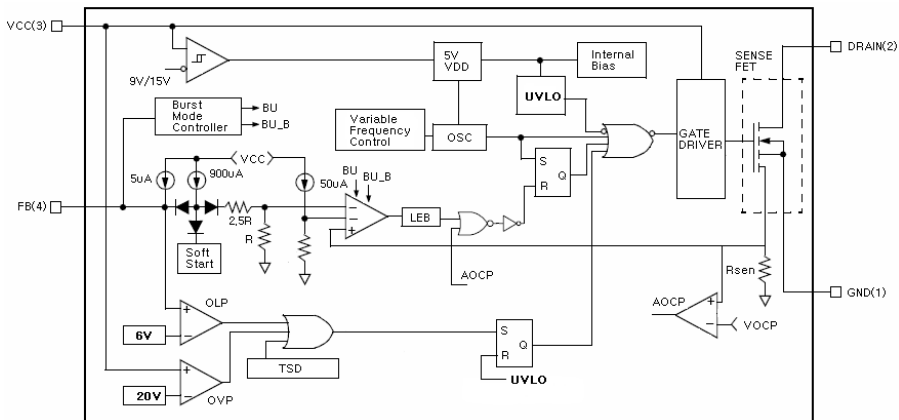 VCC(3)
DRAIN(2)
5V
VDD
Internal
Bias
SENSE
FET
9V/15V
UVLO
Burst
Mode
Controller
BU
BU_B
Variable
Frequency
Control
OSC
GATE
DRIVER
VCC
5uA
900uA
50uA
BU
BU_B
S
Q
R
FB(4)
2.5R
R
LEB
Soft
Start
AOCP
Rsen
AOCP
VOCP
GND(1)
OLP
6V
S
Q
R
TSD
UVLO
20V
OVP
+
−
+
−
−
−
+
+
−